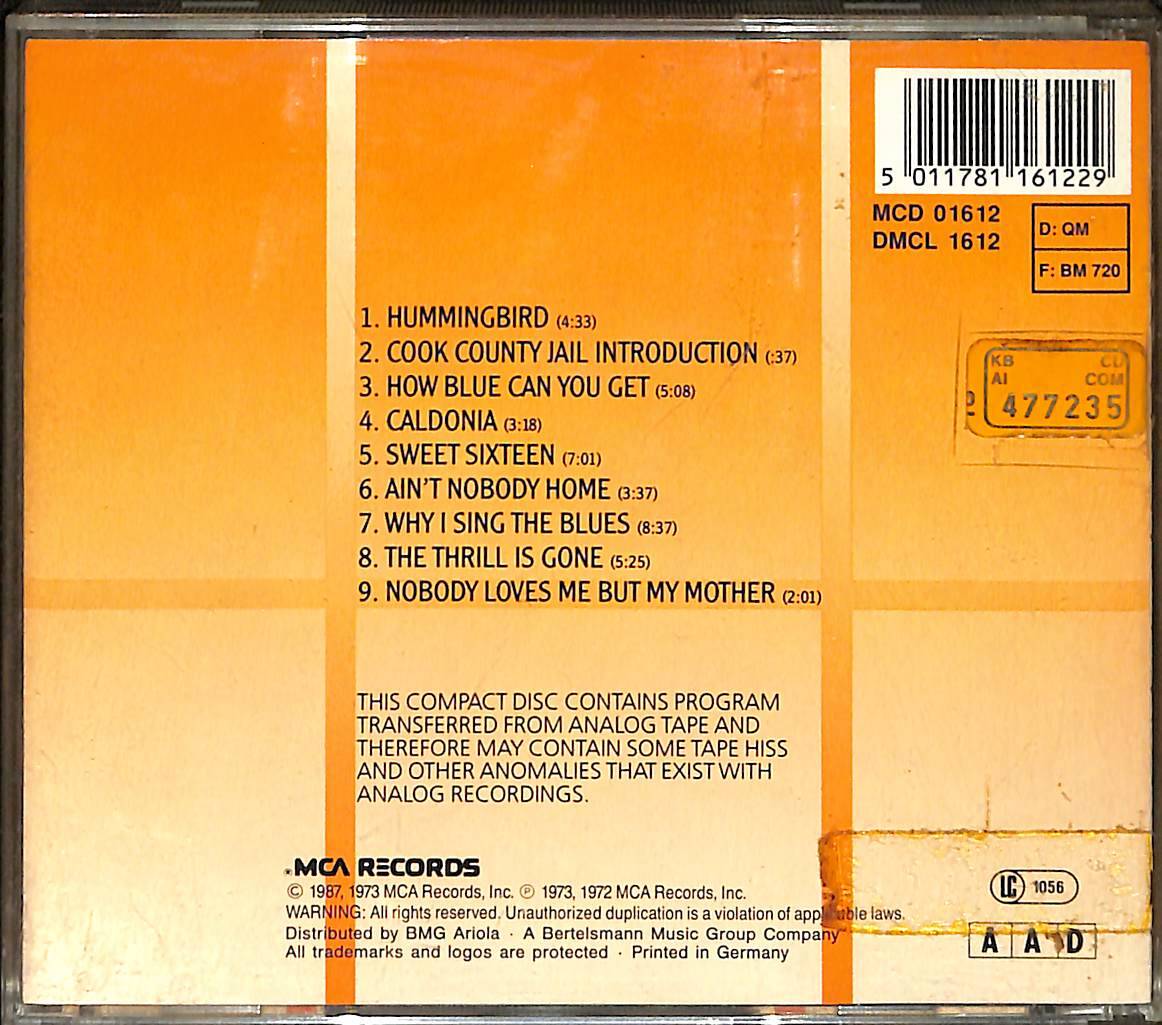 5 011781 161229
MCD 01612
DMCL 1612
D: QM
F: BM 720
1. HUMMINGBIRD (4:33)
2. COOK COUNTY JAIL INTRODUCTION (:37)
3. HOW BLUE CAN YOU GET (5:08)
4. CALDONIA (3:18)
5. SWEET SIXTEEN (7:01)
6. AIN'T NOBODY HOME (3:37)
7. WHY I SING THE BLUES (8:37)
8. THE THRILL IS GONE (5:25)
9. NOBODY LOVES ME BUT MY MOTHER (2:01)
KB CD
AI COM
2 477235
THIS COMPACT DISC CONTAINS PROGRAM
TRANSFERRED FROM ANALOG TAPE AND
THEREFORE MAY CONTAIN SOME TAPE HISS
AND OTHER ANOMALIES THAT EXIST WITH
ANALOG RECORDINGS.
MCA RECORDS
© 1987, 1973 MCA Records, Inc. ℗ 1973, 1972 MCA Records, Inc.
WARNING: All rights reserved. Unauthorized duplication is a violation of applicable laws.
Distributed by BMG Ariola · A Bertelsmann Music Group Company
All trademarks and logos are protected · Printed in Germany
LC 1056
A A D